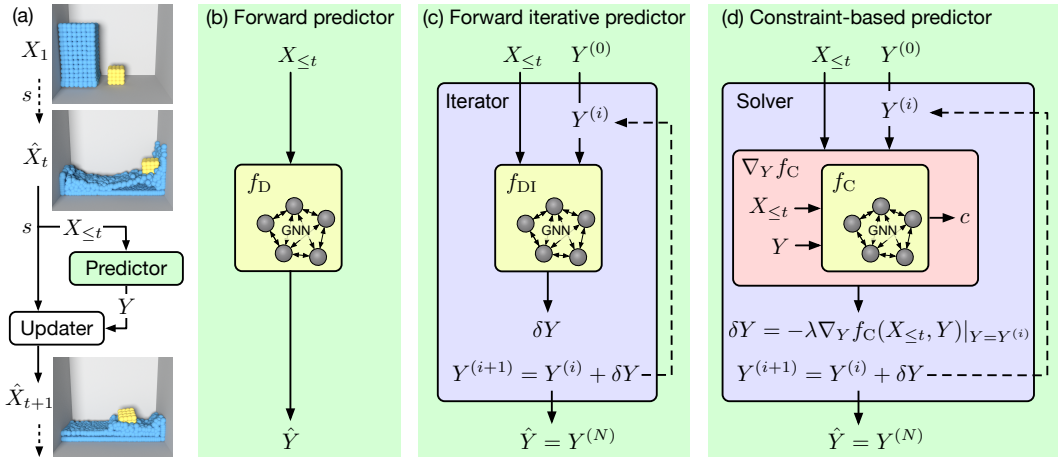 (a)
X_1
s
X̂_t
s
X_{≤t}
Predictor
Y
Updater
X̂_{t+1}
(b) Forward predictor
X_{≤t}
f_D
GNN
Ŷ
(c) Forward iterative predictor
X_{≤t} Y^{(0)}
Iterator
Y^{(i)}
f_{DI}
GNN
δY
Y^{(i+1)} = Y^{(i)} + δY
Ŷ = Y^{(N)}
(d) Constraint-based predictor
X_{≤t} Y^{(0)}
Solver
Y^{(i)}
∇_Y f_C
f_C
X_{≤t}
Y
GNN
c
δY = −λ∇_Y f_C(X_{≤t}, Y)|_{Y=Y^{(i)}}
Y^{(i+1)} = Y^{(i)} + δY
Ŷ = Y^{(N)}